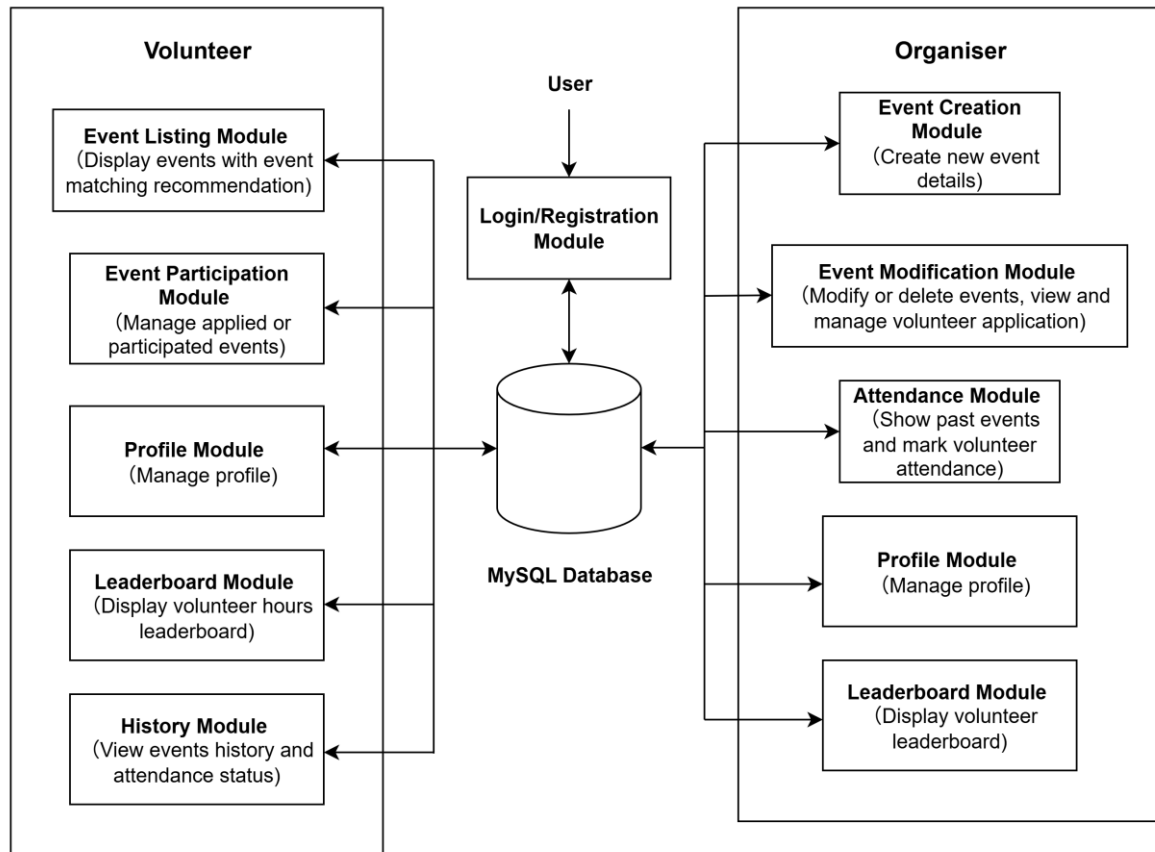 Volunteer
Event Listing Module
（Display events with event
matching recommendation)
Event Participation
Module
（Manage applied or
participated events)
Profile Module
（Manage profile)
Leaderboard Module
（Display volunteer hours
leaderboard)
History Module
（View events history and
attendance status)
User
Login/Registration
Module
MySQL Database
Organiser
Event Creation
Module
（Create new event
details)
Event Modification Module
（Modify or delete events, view and
manage volunteer application)
Attendance Module
（Show past events
and mark volunteer
attendance)
Profile Module
（Manage profile)
Leaderboard Module
（Display volunteer
leaderboard)